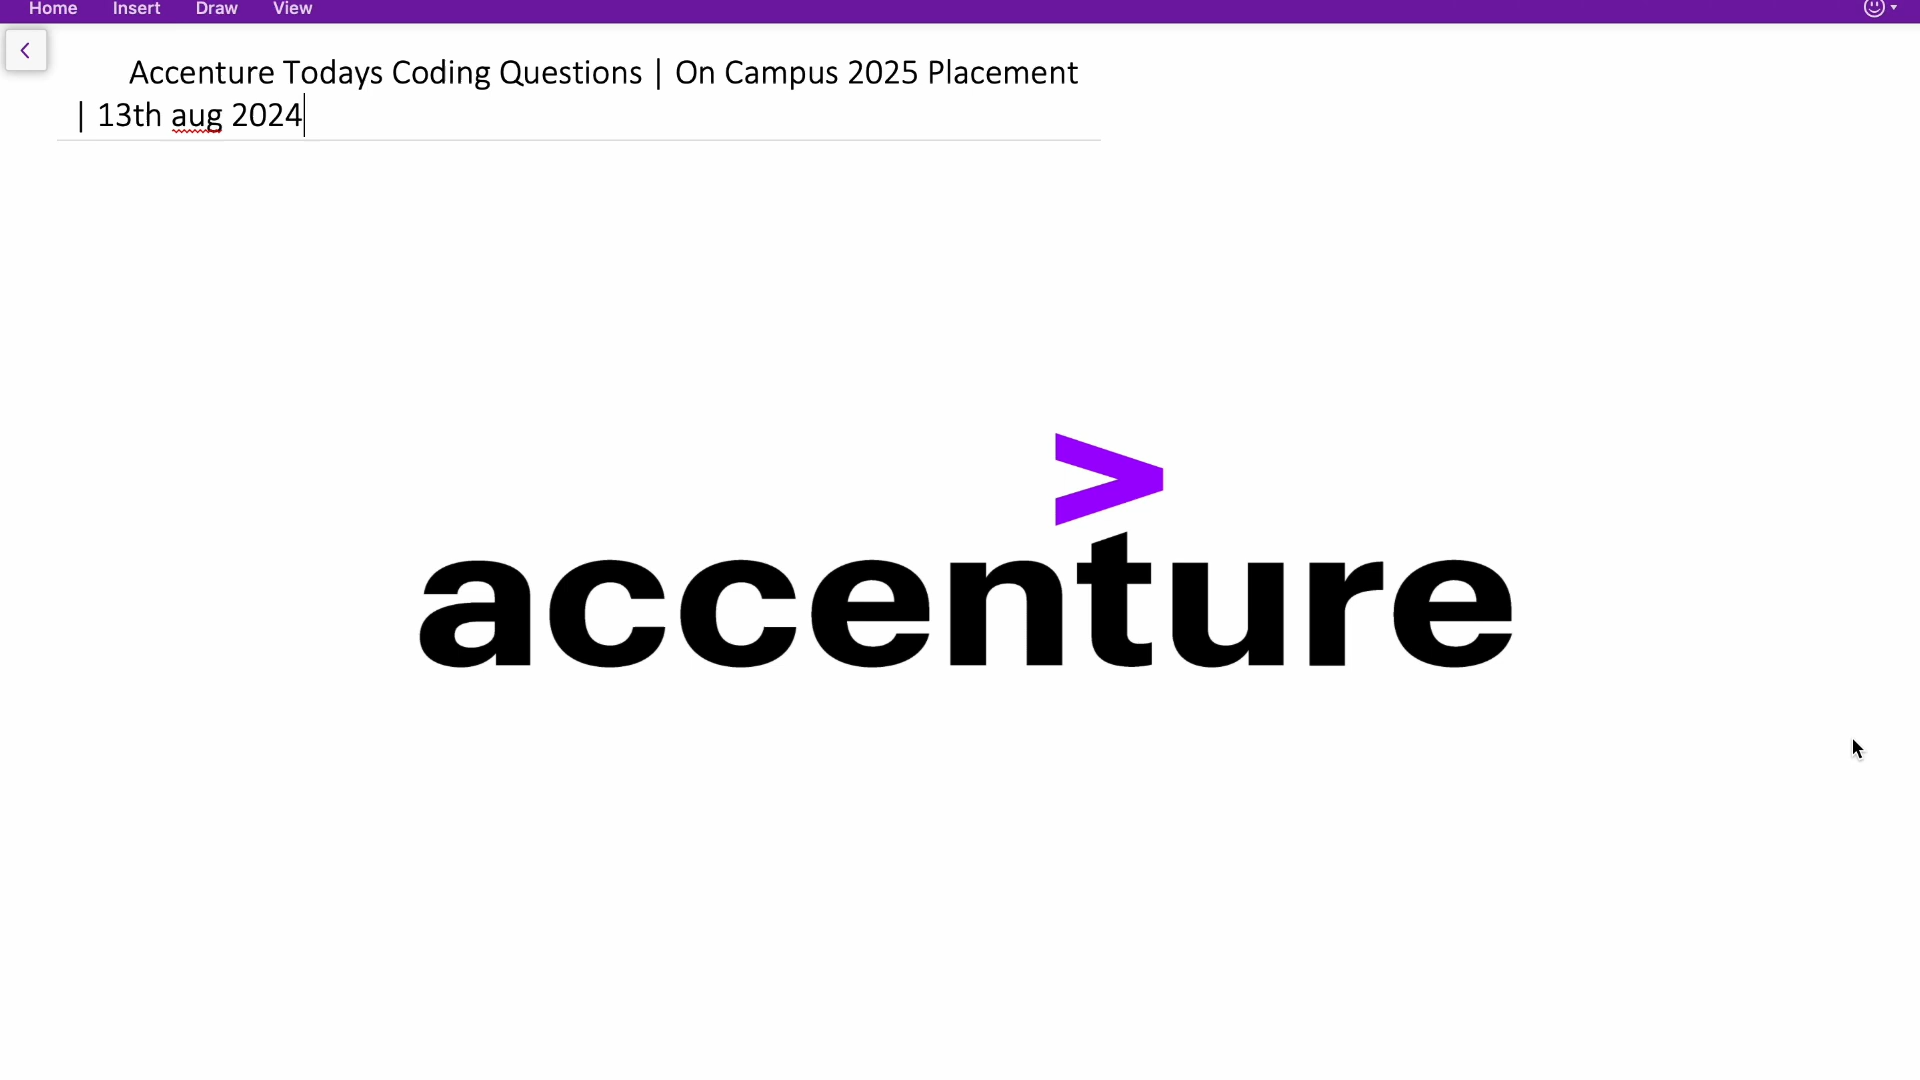 Home Insert Draw View
Accenture Todays Coding Questions | On Campus 2025 Placement
| 13th aug 2024
accenture